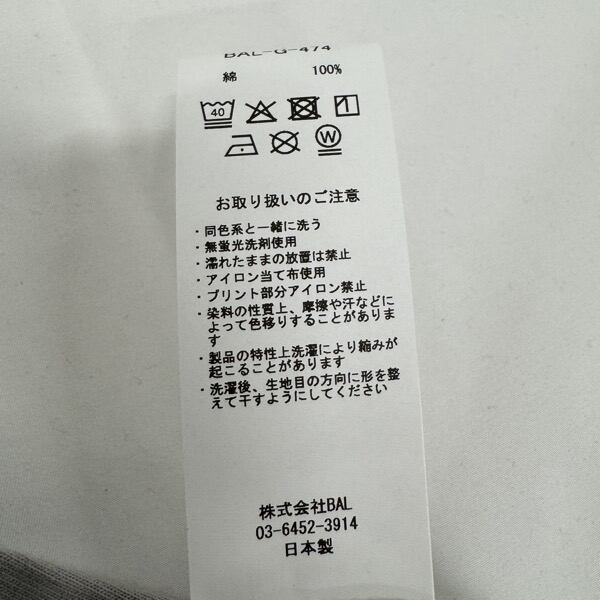 BAL-G-474
綿 100%
40
W
お取り扱いのご注意
・同色系と一緒に洗う
・無蛍光洗剤使用
・濡れたままの放置は禁止
・アイロン当て布使用
・プリント部分アイロン禁止
・染料の性質上、摩擦や汗などに
よって色移りすることがありま
す
・製品の特性上洗濯により縮みが
起こることがあります
・洗濯後、生地目の方向に形を整
えて干すようにしてください
株式会社BAL
03-6452-3914
日本製